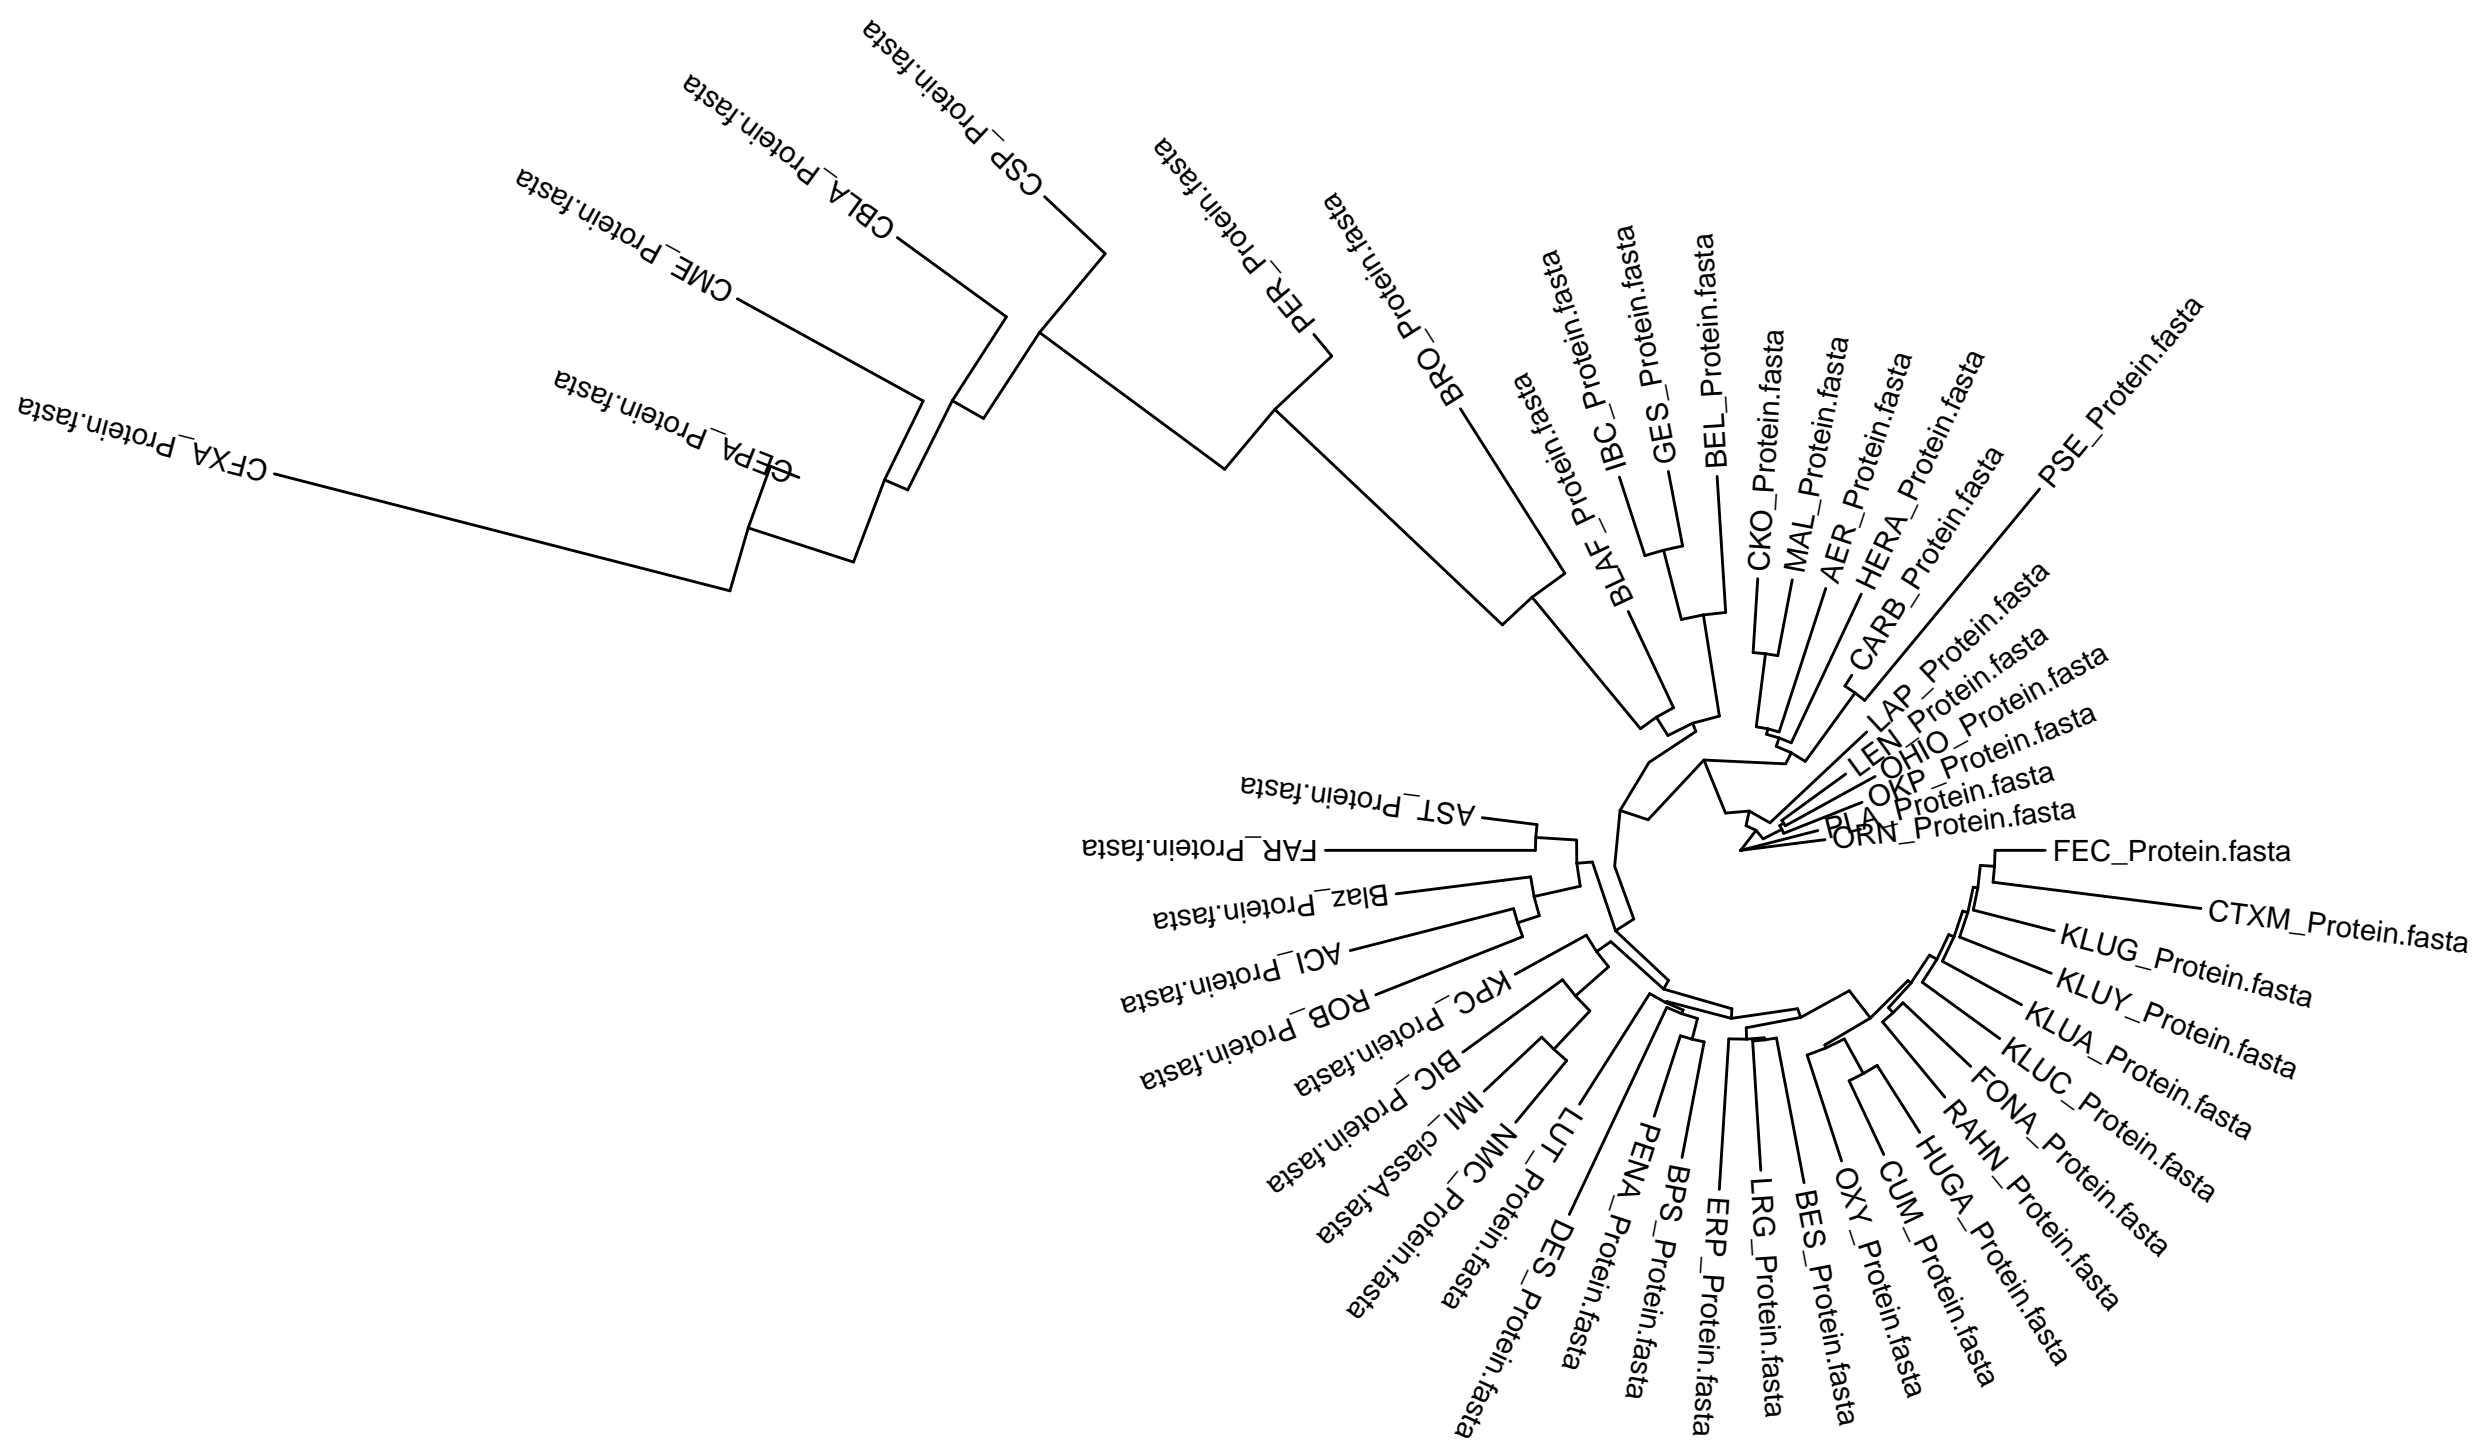 CSP_Protein.fasta
CBLA_Protein.fasta
CME_Protein.fasta
CEPA_Protein.fasta
CFXA_Protein.fasta
PER_Protein.fasta
BRO_Protein.fasta
BLAF_Protein.fasta
IBC_Protein.fasta
GES_Protein.fasta
BEL_Protein.fasta
CKO_Protein.fasta
MAL_Protein.fasta
AER_Protein.fasta
HERA_Protein.fasta
CARB_Protein.fasta
PSE_Protein.fasta
LAP_Protein.fasta
LEN_Protein.fasta
OHIO_Protein.fasta
OKP_Protein.fasta
PLA_Protein.fasta
ORN_Protein.fasta
FEC_Protein.fasta
CTXM_Protein.fasta
KLUG_Protein.fasta
KLUY_Protein.fasta
KLUA_Protein.fasta
KLUC_Protein.fasta
FONA_Protein.fasta
RAHN_Protein.fasta
HUGA_Protein.fasta
CUM_Protein.fasta
OXY_Protein.fasta
BES_Protein.fasta
LRG_Protein.fasta
ERP_Protein.fasta
BPS_Protein.fasta
PENA_Protein.fasta
DES_Protein.fasta
LUT_Protein.fasta
NMC_Protein.fasta
IMI_classA.fasta
BIC_Protein.fasta
KPC_Protein.fasta
ROB_Protein.fasta
ACI_Protein.fasta
Blaz_Protein.fasta
FAR_Protein.fasta
AST_Protein.fasta